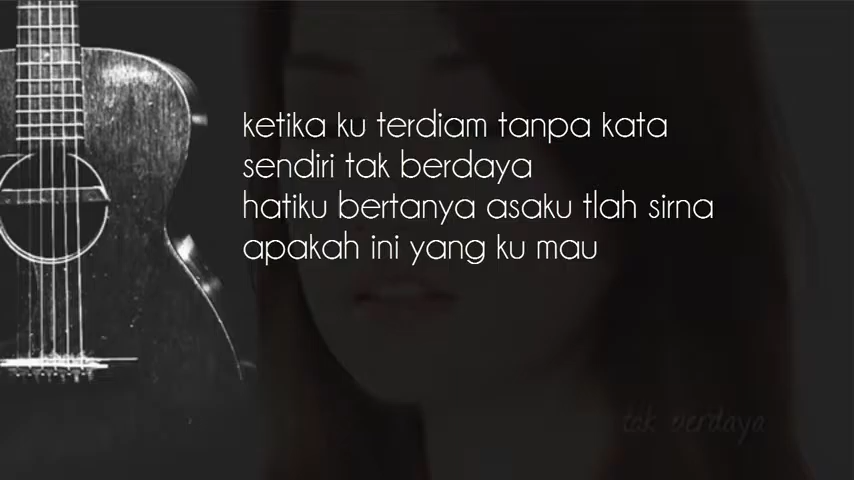 ketika ku terdiam tanpa kata
sendiri tak berdaya
hatiku bertanya asaku tlah sirna
apakah ini yang ku mau
tak berdaya